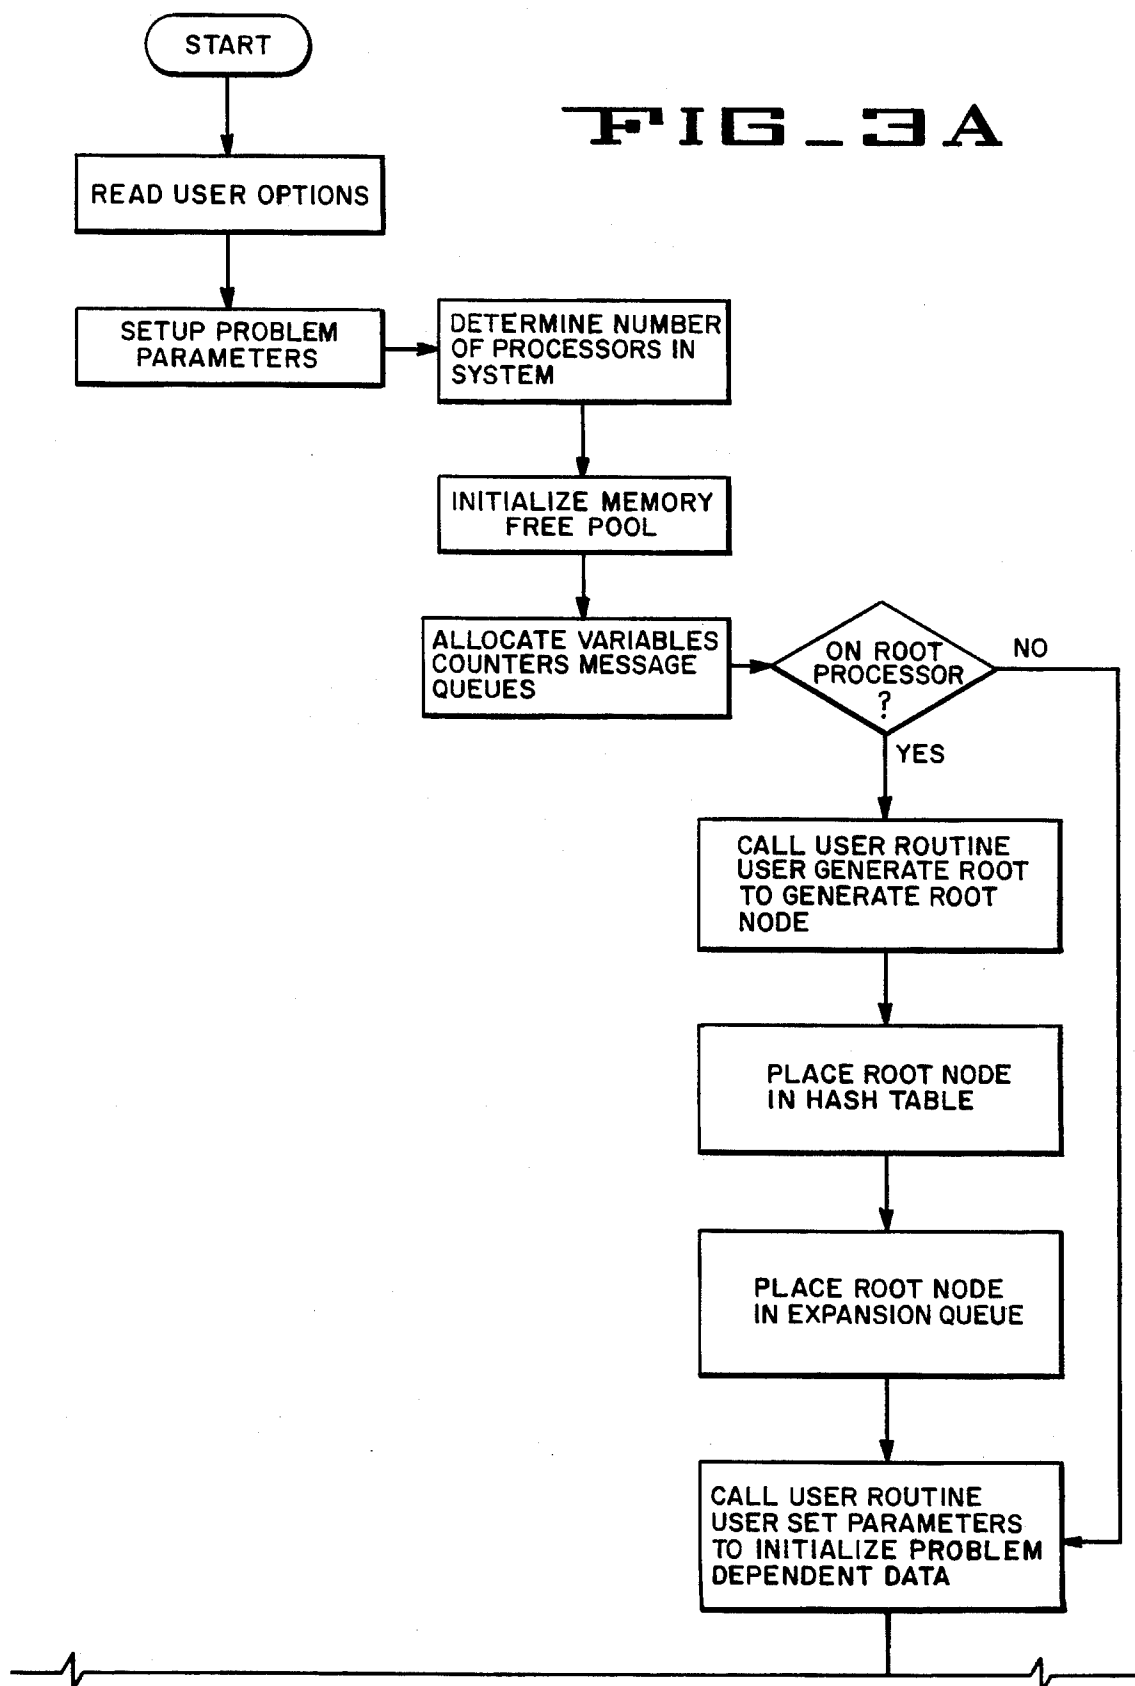 START
FIG_3A
READ USER OPTIONS
SETUP PROBLEM
PARAMETERS
DETERMINE NUMBER
OF PROCESSORS IN
SYSTEM
INITIALIZE MEMORY
FREE POOL
ALLOCATE VARIABLES
COUNTERS MESSAGE
QUEUES
ON ROOT
PROCESSOR
?
NO
YES
CALL USER ROUTINE
USER GENERATE ROOT
TO GENERATE ROOT
NODE
PLACE ROOT NODE
IN HASH TABLE
PLACE ROOT NODE
IN EXPANSION QUEUE
CALL USER ROUTINE
USER SET PARAMETERS
TO INITIALIZE PROBLEM
DEPENDENT DATA